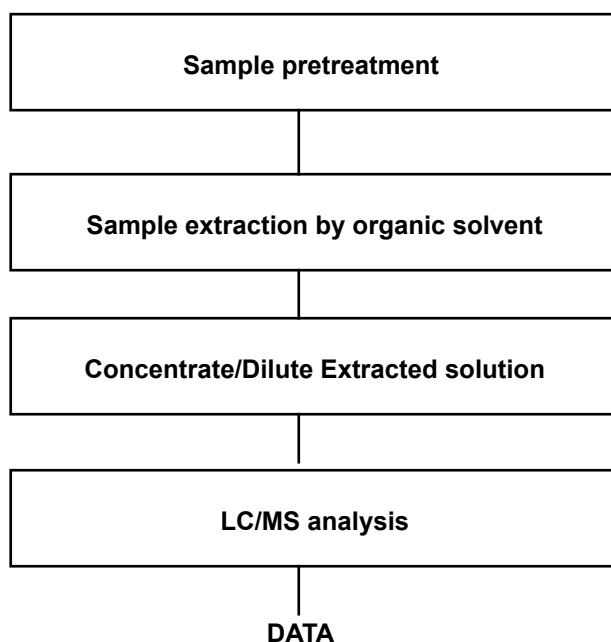 Sample pretreatment
Sample extraction by organic solvent
Concentrate/Dilute Extracted solution
LC/MS analysis
DATA